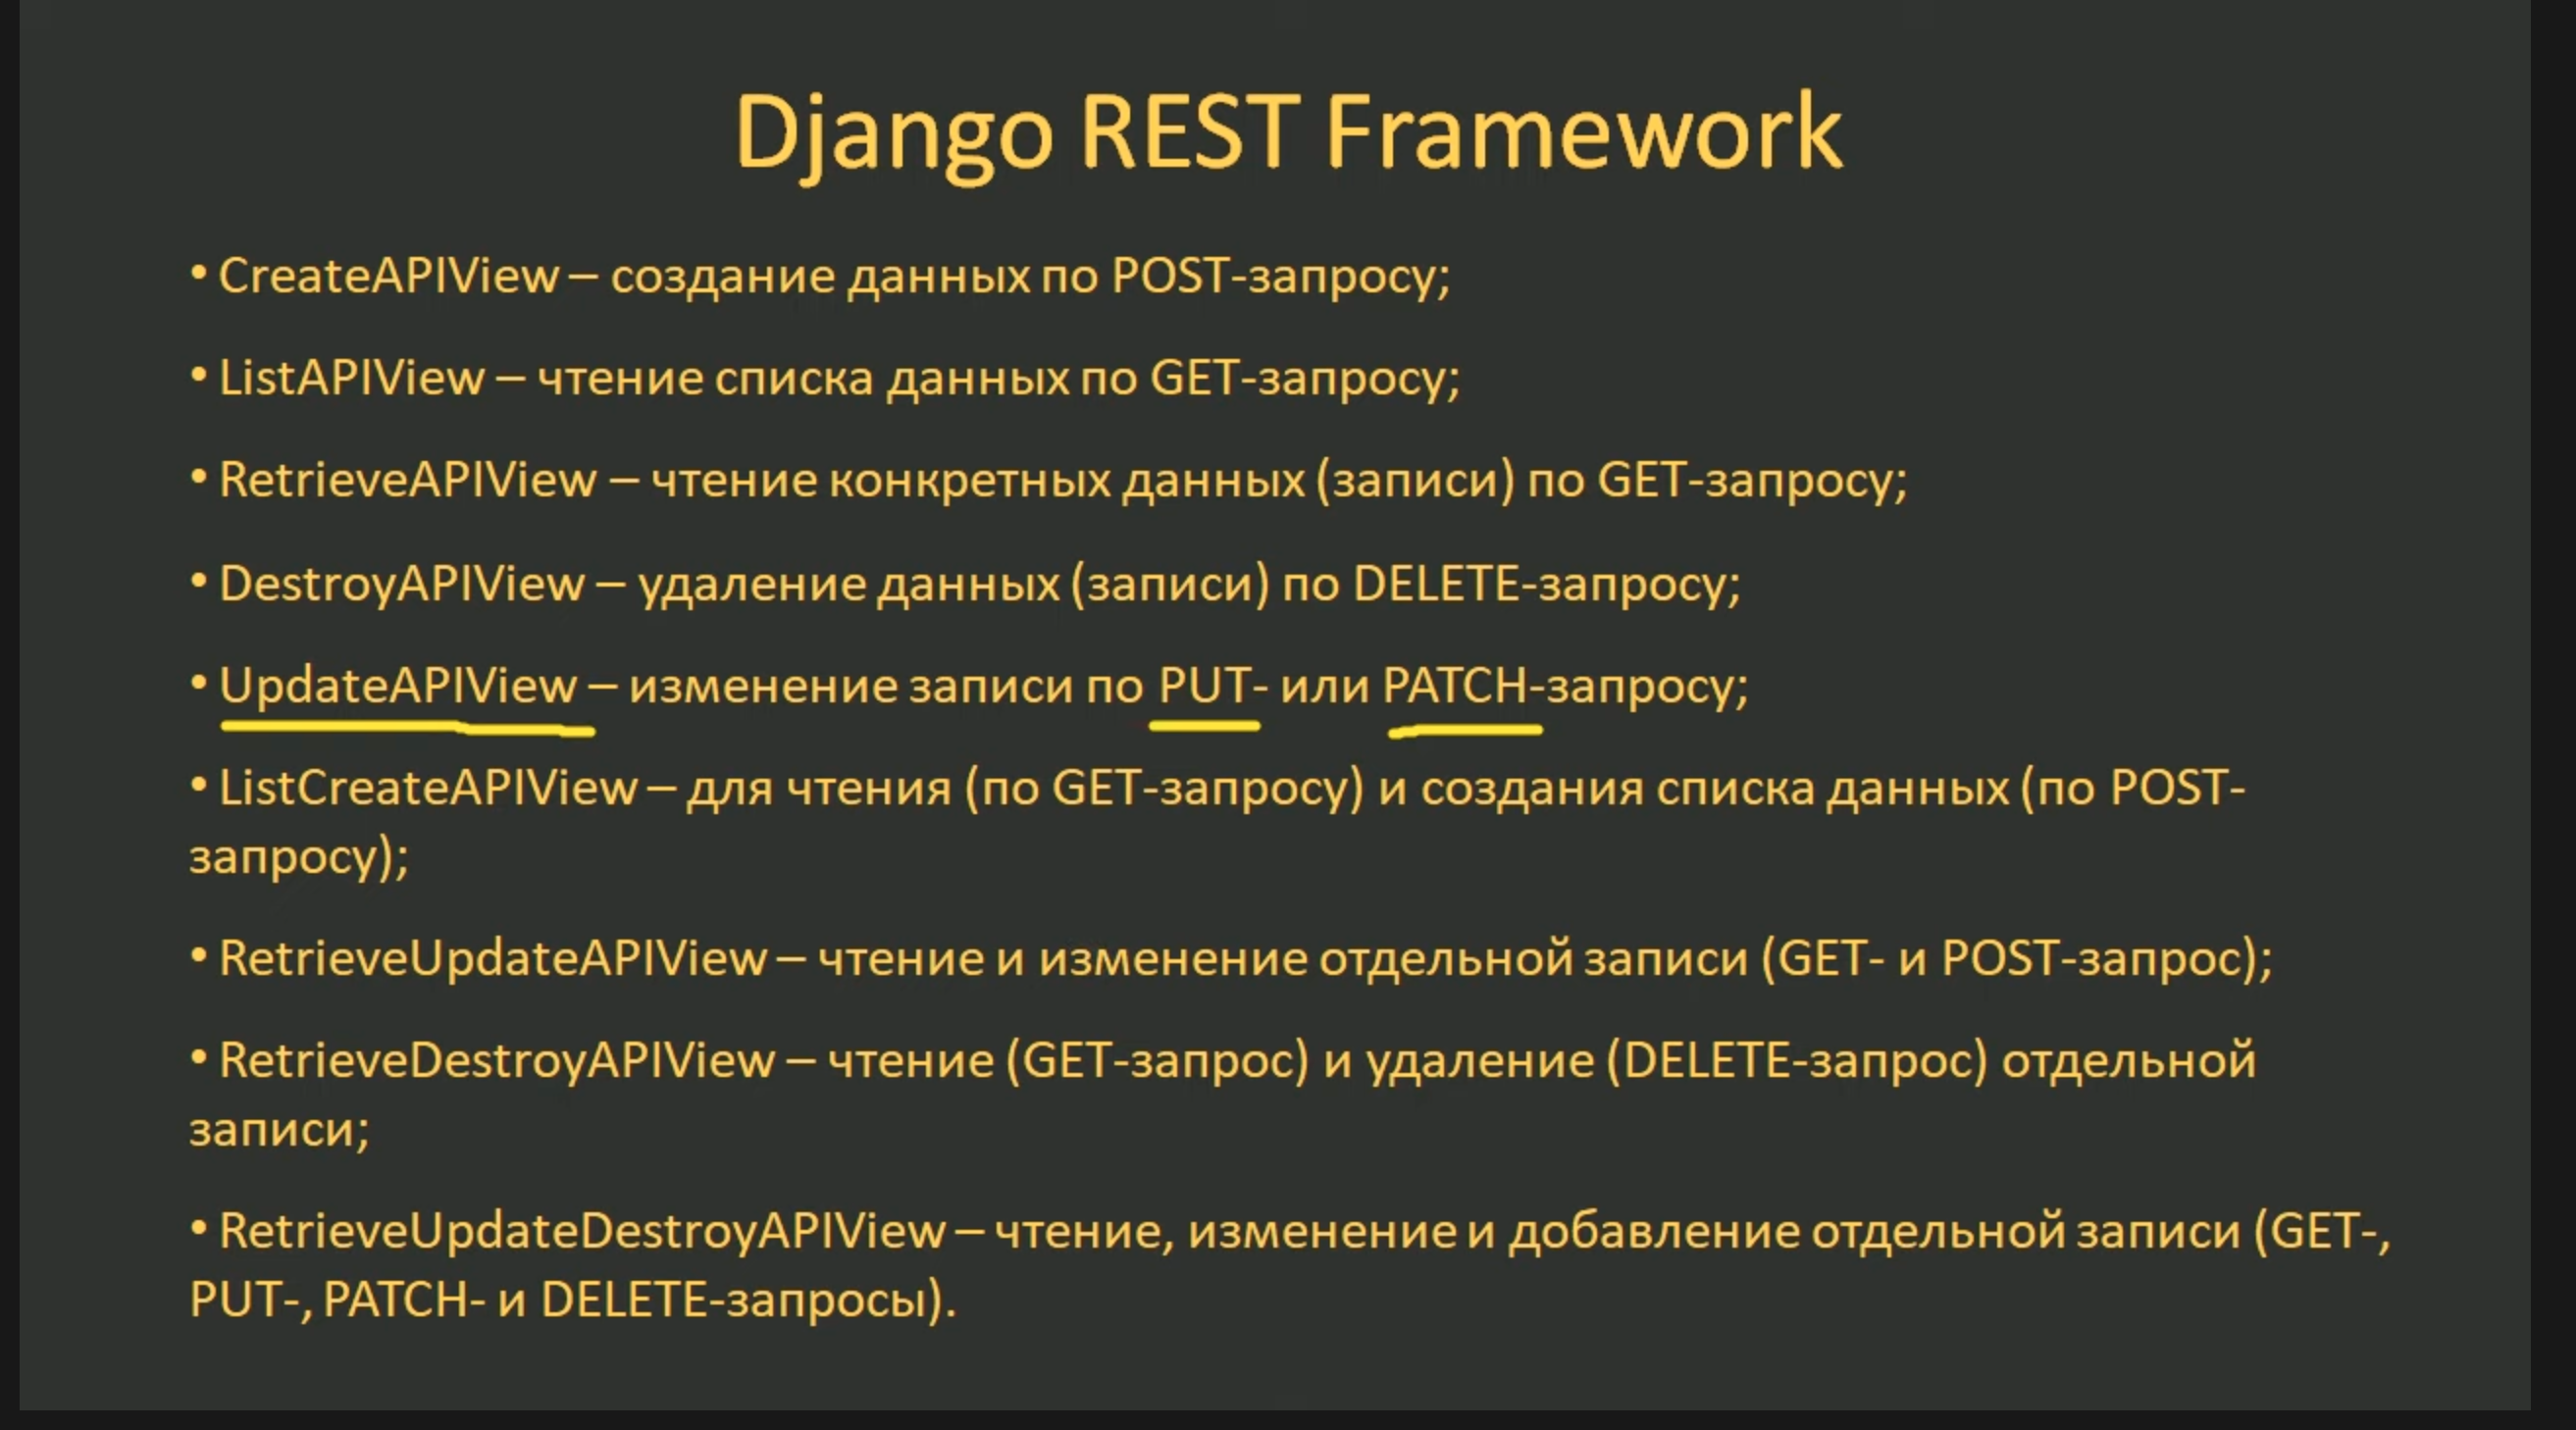 Django REST Framework
• CreateAPIView – создание данных по POST-запросу;
• ListAPIView – чтение списка данных по GET-запросу;
• RetrieveAPIView – чтение конкретных данных (записи) по GET-запросу;
• DestroyAPIView – удаление данных (записи) по DELETE-запросу;
• UpdateAPIView – изменение записи по PUT- или PATCH-запросу;
• ListCreateAPIView – для чтения (по GET-запросу) и создания списка данных (по POST-
запросу);
• RetrieveUpdateAPIView – чтение и изменение отдельной записи (GET- и POST-запрос);
• RetrieveDestroyAPIView – чтение (GET-запрос) и удаление (DELETE-запрос) отдельной
записи;
• RetrieveUpdateDestroyAPIView – чтение, изменение и добавление отдельной записи (GET-,
PUT-, PATCH- и DELETE-запросы).